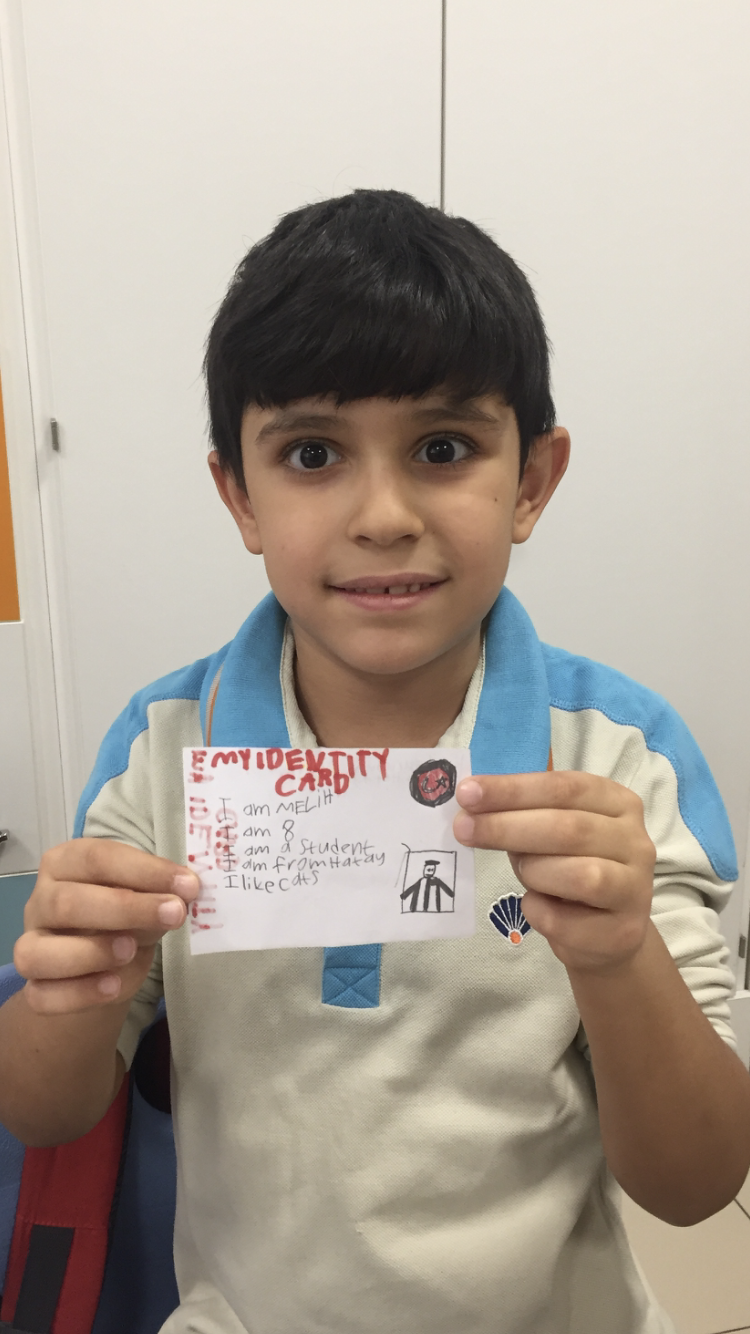 MY IDENTITY
CARD
I am MELiH
I am 8
I am a Student
I am from Hatay
I like cats